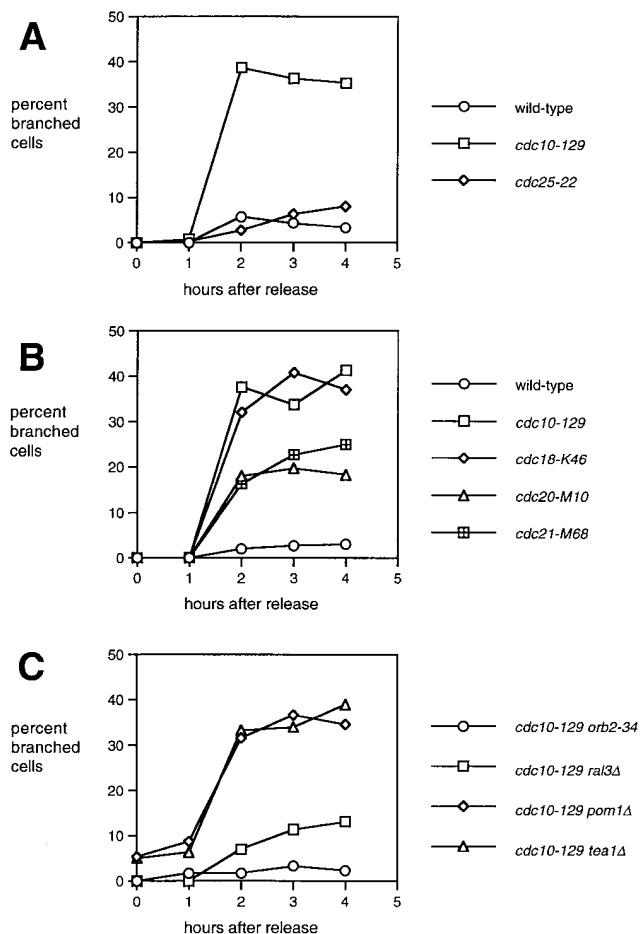 A
percent
branched
cells
50
40
30
20
10
0
0 1 2 3 4 5
hours after release
wild-type
cdc10-129
cdc25-22
B
percent
branched
cells
50
40
30
20
10
0
0 1 2 3 4 5
hours after release
wild-type
cdc10-129
cdc18-K46
cdc20-M10
cdc21-M68
C
percent
branched
cells
50
40
30
20
10
0
0 1 2 3 4 5
hours after release
cdc10-129 orb2-34
cdc10-129 ral3Δ
cdc10-129 pom1Δ
cdc10-129 tea1Δ